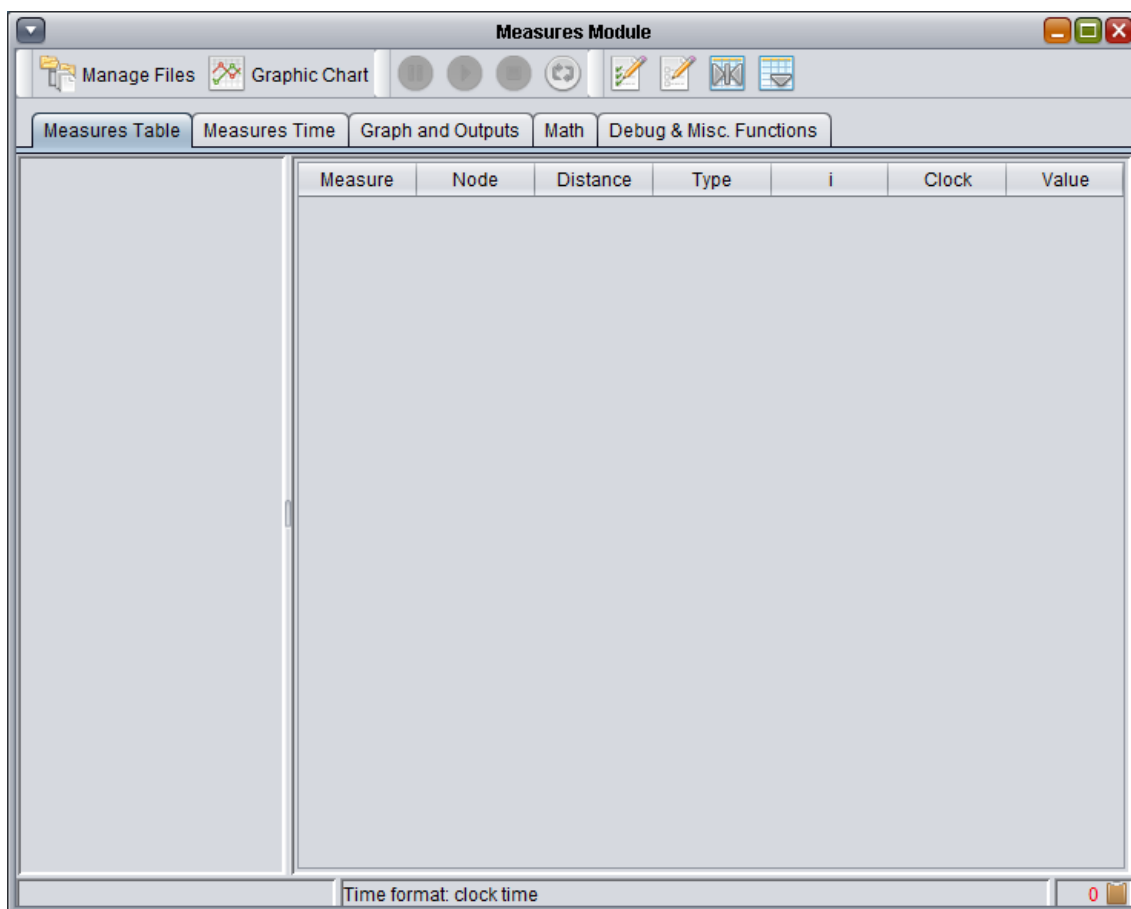 Measures Module
Manage Files Graphic Chart
Measures Table Measures Time Graph and Outputs Math Debug & Misc. Functions
Measure Node Distance Type i Clock Value
Time format: clock time 0